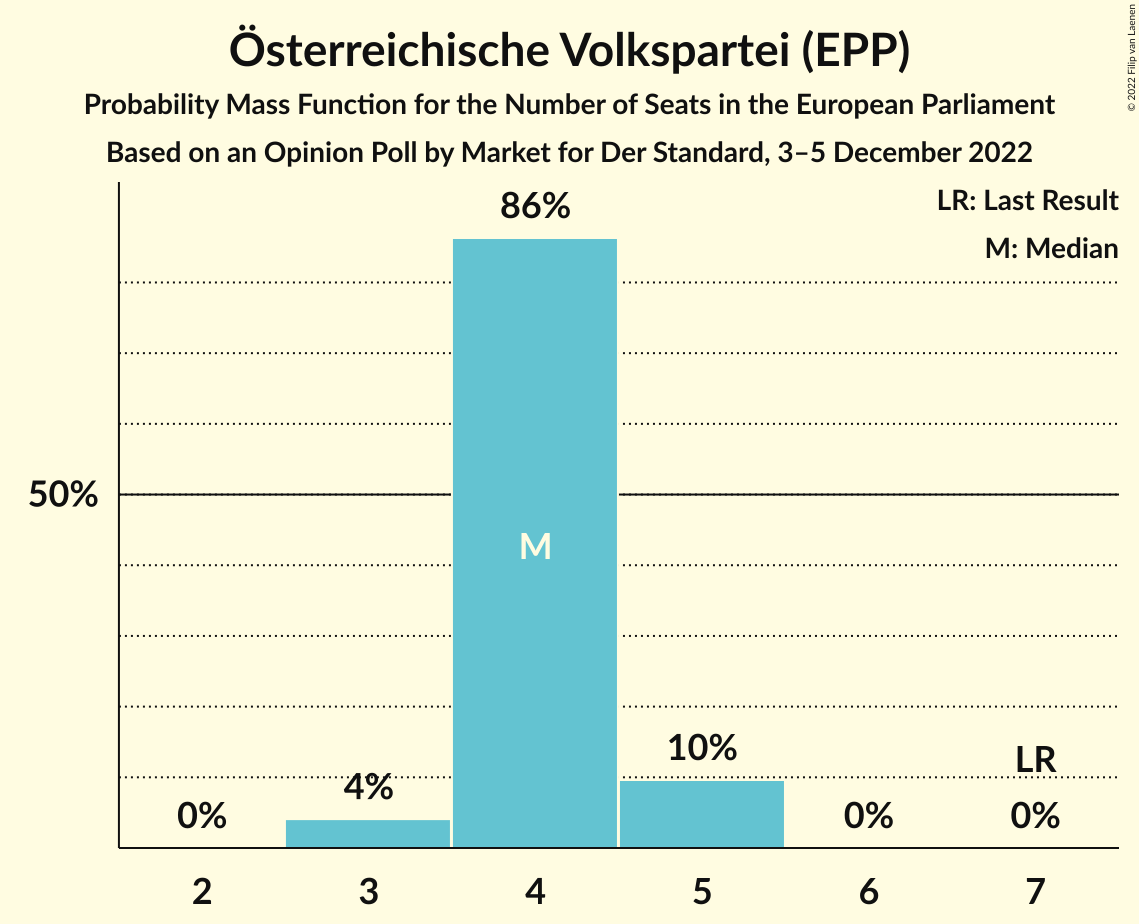 Österreichische Volkspartei (EPP)
Probability Mass Function for the Number of Seats in the European Parliament
Based on an Opinion Poll by Market for Der Standard, 3–5 December 2022
© 2022 Filip van Laenen
LR: Last Result
M: Median
86%
50%
M
10%
LR
4%
0%
0%
0%
2 3 4 5 6 7